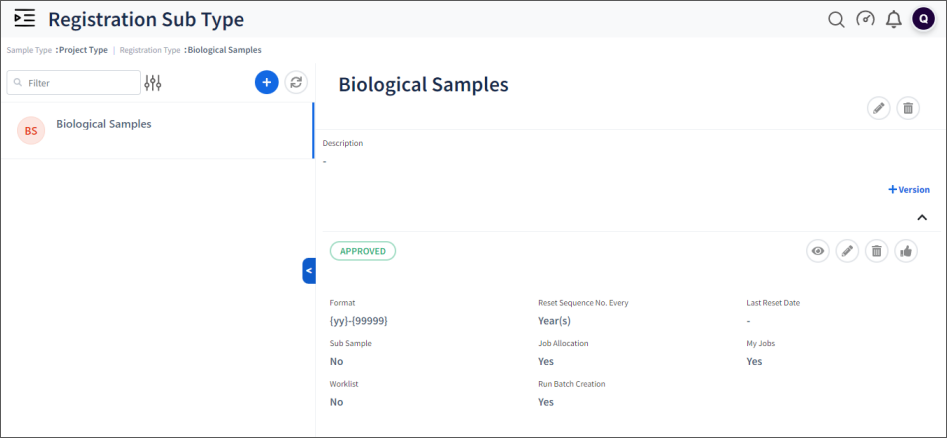 Registration Sub Type
Q
Sample Type :Project Type | Registration Type :Biological Samples
Filter
BS
Biological Samples
Biological Samples
Description
-
+Version
<
APPROVED
Format
Reset Sequence No. Every
Last Reset Date
{yy}-{99999}
Year(s)
-
Sub Sample
Job Allocation
My Jobs
No
Yes
Yes
Worklist
Run Batch Creation
No
Yes